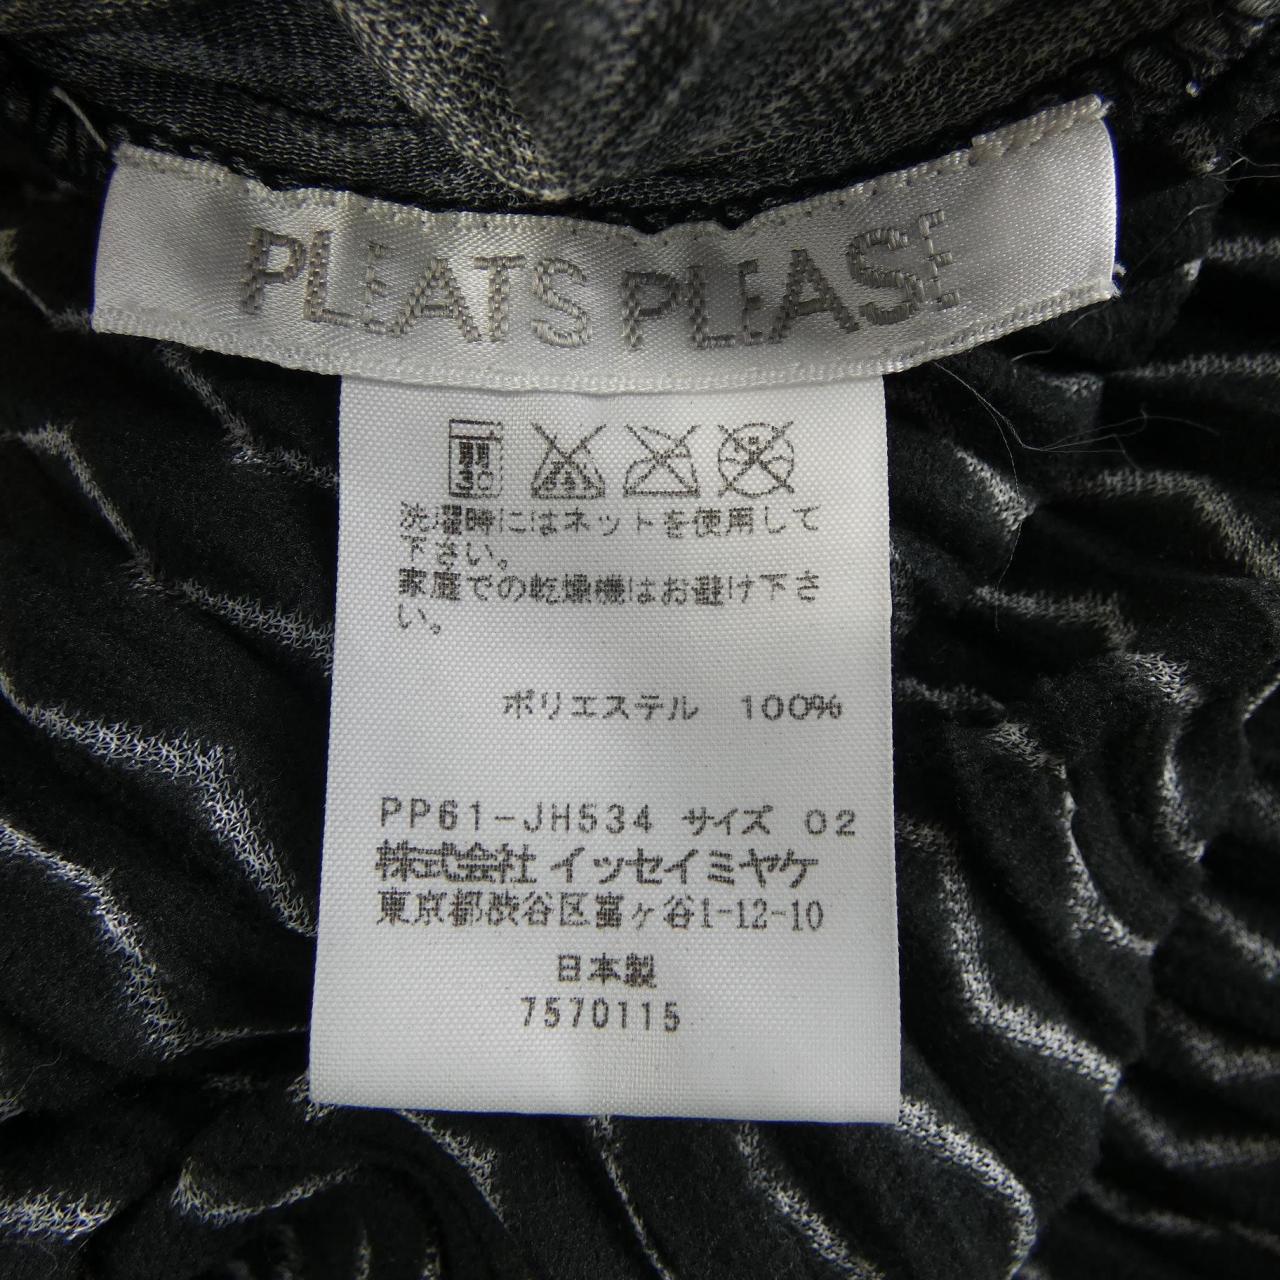 PLEATS PLEASE
弱 30
洗濯時にはネットを使用して
下さい。
家庭での乾燥機はお避け下さ
い。
ポリエステル 100%
PP61-JH534 サイズ 02
株式会社 イッセイミヤケ
東京都渋谷区富ヶ谷1-12-10
日本製
7570115